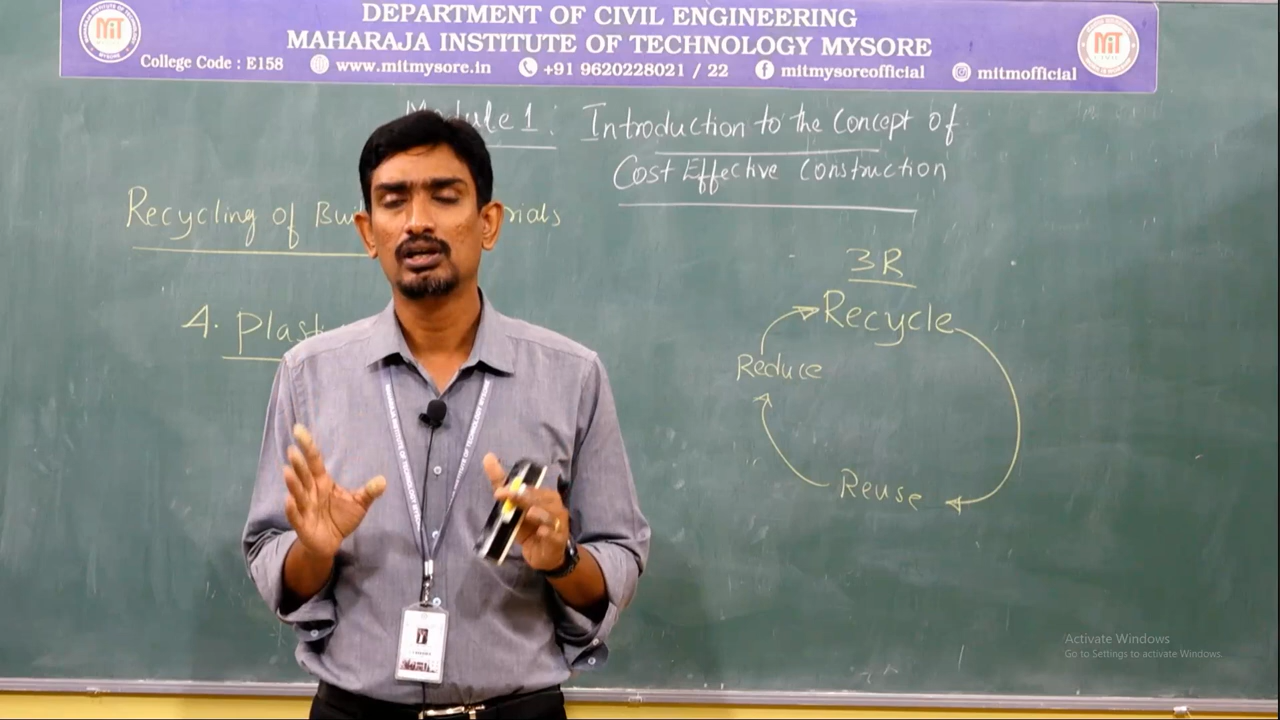 DEPARTMENT OF CIVIL ENGINEERING
MAHARAJA INSTITUTE OF TECHNOLOGY MYSORE
College Code : E158 www.mitmysore.in +91 9620228021 / 22 mitmysoreofficial mitmofficial
MiT
MiT
1: Introduction to the Concept of
Cost Effective Construction
Recycling of
3R
Recycle
4.
Reduce
Reuse
Activate Windows
Go to Settings to activate Windows.